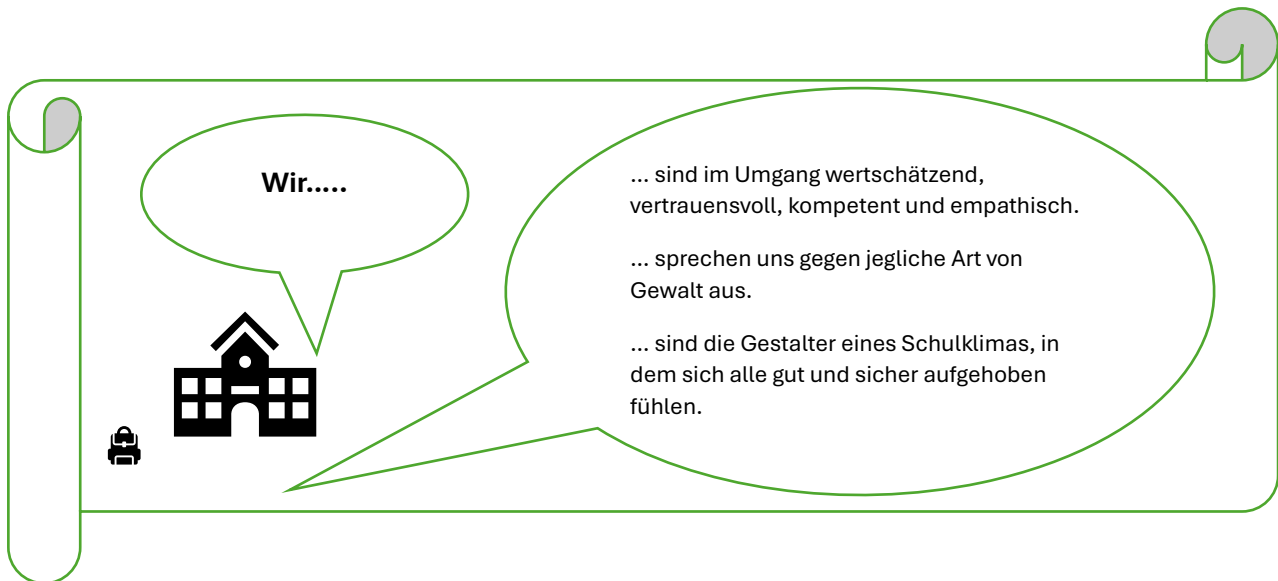 Wir.....
... sind im Umgang wertschätzend,
vertrauensvoll, kompetent und empathisch.
... sprechen uns gegen jegliche Art von
Gewalt aus.
... sind die Gestalter eines Schulklimas, in
dem sich alle gut und sicher aufgehoben
fühlen.